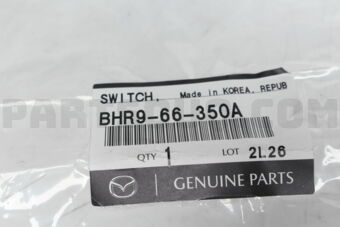 SWITCH, Made in KOREA, REPUB
BHR9-66-350A
QTY 1 LOT 2L26
GENUINE PARTS